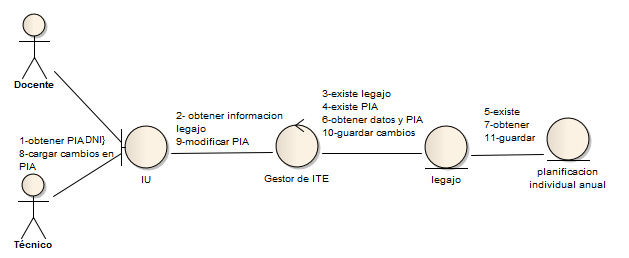 Docente
1-obtener PIA DNI}
8-cargar cambios en
PIA
Técnico
IU
2- obtener informacion
legajo
9-modificar PIA
Gestor de ITE
3-existe legajo
4-existe PIA
6-obtener datos y PIA
10-guardar cambios
legajo
5-existe
7-obtener
11-guardar
planificacion
individual anual